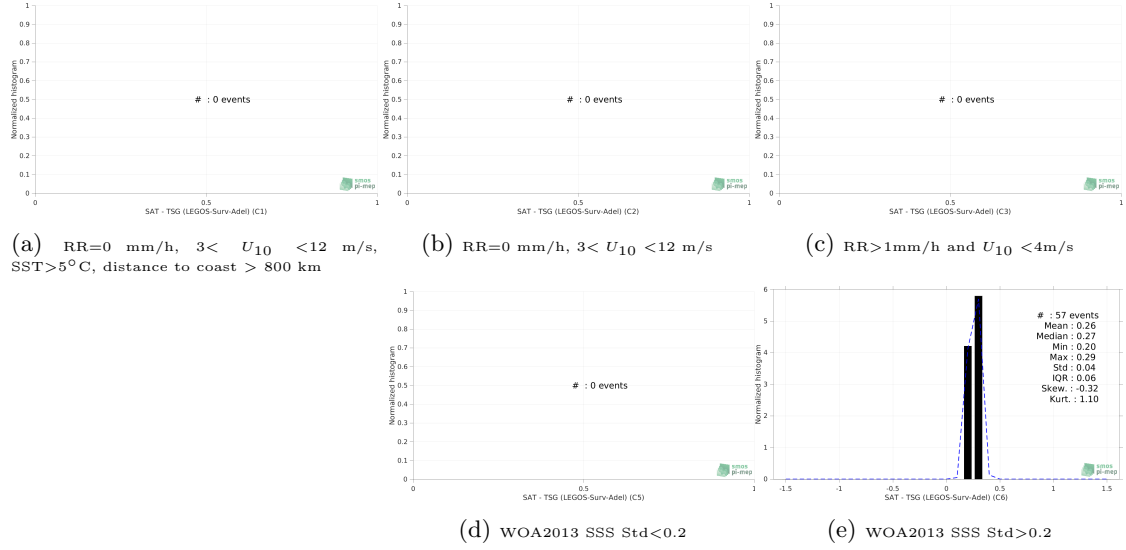 1
0.9
0.8
0.7
0.6
0.5
0.4
0.3
0.2
0.1
0
Normalized histogram
# : 0 events
smos
pi-mep
0 0.5 1
SAT - TSG (LEGOS-Surv-Adel) (C1)
(a) RR=0 mm/h, 3< U10 <12 m/s,
SST>5°C, distance to coast > 800 km
1
0.9
0.8
0.7
0.6
0.5
0.4
0.3
0.2
0.1
0
Normalized histogram
# : 0 events
smos
pi-mep
0 0.5 1
SAT - TSG (LEGOS-Surv-Adel) (C2)
(b) RR=0 mm/h, 3< U10 <12 m/s
1
0.9
0.8
0.7
0.6
0.5
0.4
0.3
0.2
0.1
0
Normalized histogram
# : 0 events
smos
pi-mep
0 0.5 1
SAT - TSG (LEGOS-Surv-Adel) (C3)
(c) RR>1mm/h and U10 <4m/s
1
0.9
0.8
0.7
0.6
0.5
0.4
0.3
0.2
0.1
0
Normalized histogram
# : 0 events
smos
pi-mep
0 0.5 1
SAT - TSG (LEGOS-Surv-Adel) (C5)
(d) WOA2013 SSS Std<0.2
6
5
4
3
2
1
0
Normalized histogram
# : 57 events
Mean : 0.26
Median : 0.27
Min : 0.20
Max : 0.29
Std : 0.04
IQR : 0.06
Skew. : -0.32
Kurt. : 1.10
smos
pi-mep
-1.5 -1 -0.5 0 0.5 1 1.5
SAT - TSG (LEGOS-Surv-Adel) (C6)
(e) WOA2013 SSS Std>0.2